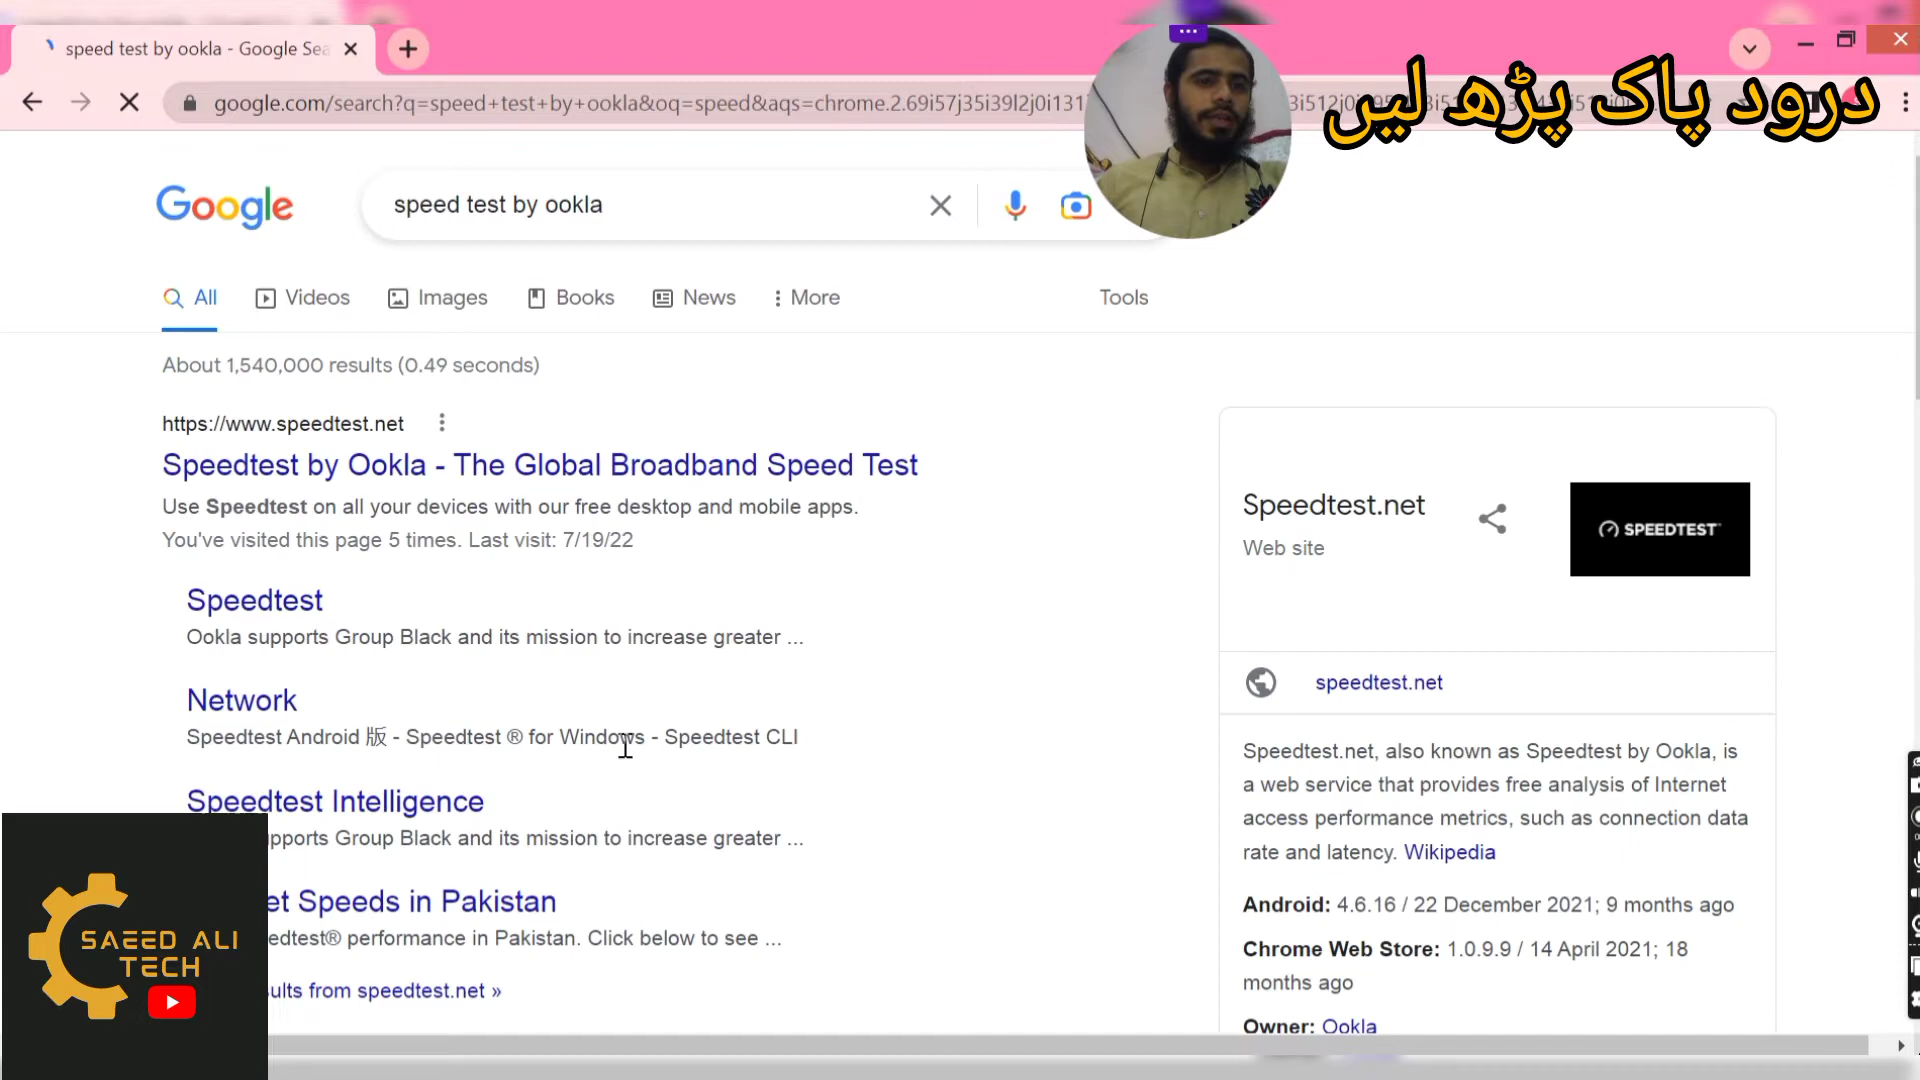 speed test by ookla - Google Sea
درود پاک پڑھ لیں
google.com/search?q=speed+test+by+ookla&oq=speed&aqs=chrome.2.69i57j35i39l2j0i131
Google
speed test by ookla
All
Videos
Images
Books
News
More
Tools
About 1,540,000 results (0.49 seconds)
https://www.speedtest.net
Speedtest by Ookla - The Global Broadband Speed Test
Use Speedtest on all your devices with our free desktop and mobile apps.
You've visited this page 5 times. Last visit: 7/19/22
Speedtest
Ookla supports Group Black and its mission to increase greater ...
Network
Speedtest Android 版 - Speedtest ® for Windows - Speedtest CLI
Speedtest Intelligence
pports Group Black and its mission to increase greater ...
et Speeds in Pakistan
edtest® performance in Pakistan. Click below to see ...
ults from speedtest.net »
Speedtest.net
Web site
SPEEDTEST
speedtest.net
Speedtest.net, also known as Speedtest by Ookla, is
a web service that provides free analysis of Internet
access performance metrics, such as connection data
rate and latency. Wikipedia
Android: 4.6.16 / 22 December 2021; 9 months ago
Chrome Web Store: 1.0.9.9 / 14 April 2021; 18
months ago
Owner: Ookla
SAEED ALI
TECH